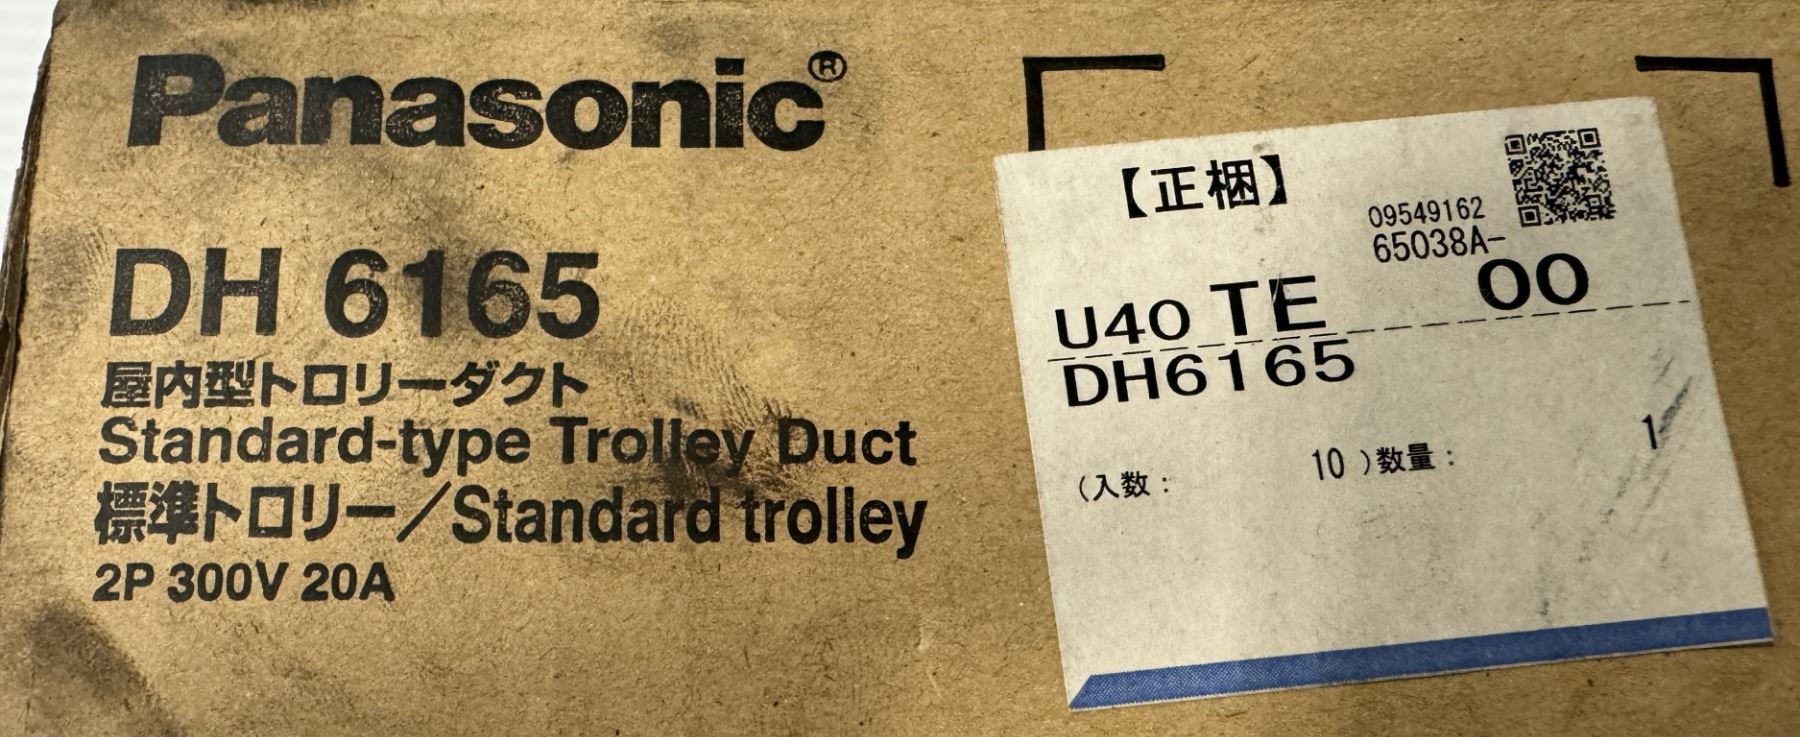 Panasonic®
DH 6165
屋内型トロリーダクト
Standard-type Trolley Duct
標準トロリー/Standard trolley
2P 300V 20A
【正梱】
09549162
65038A-
U40 TE 00
DH6165
(入数: 10)数量: 1